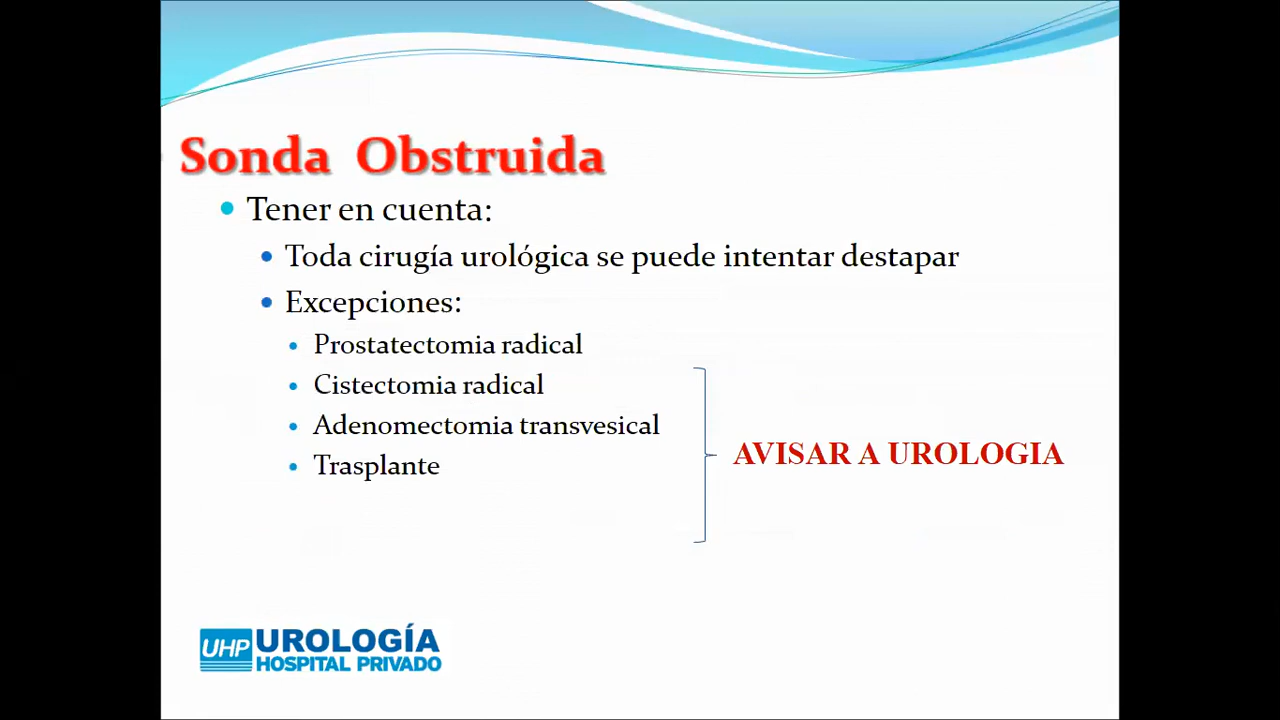 Sonda Obstruida
Tener en cuenta:
Toda cirugía urológica se puede intentar destapar
Excepciones:
Prostatectomia radical
Cistectomia radical
Adenomectomia transvesical
Trasplante
AVISAR A UROLOGIA
UHP UROLOGÍA
HOSPITAL PRIVADO